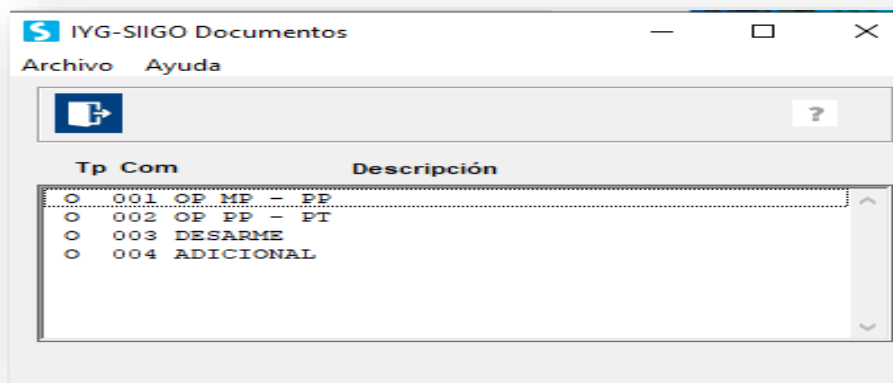 S IYG-SIIGO Documentos
Archivo Ayuda
?
Tp Com Descripción
O 001 OP MP - PP
O 002 OP PP - PT
O 003 DESARME
O 004 ADICIONAL